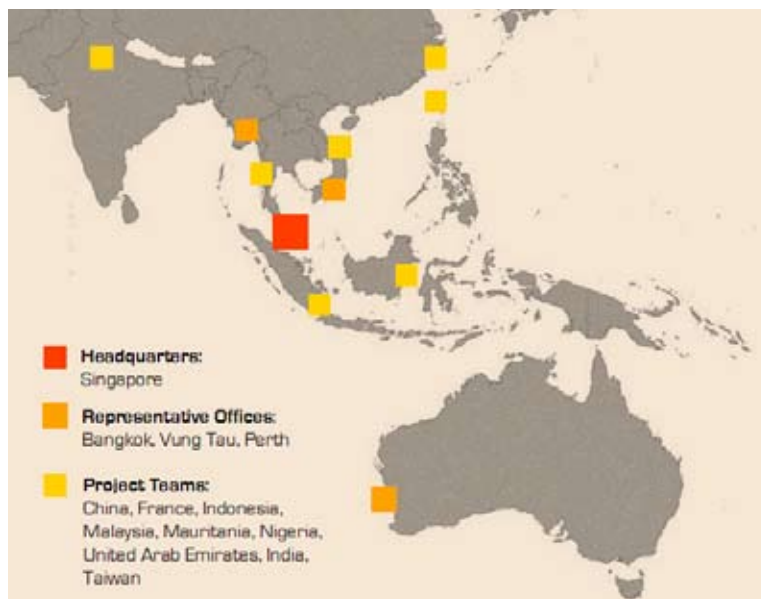 Headquarters:
Singapore
Representative Offices:
Bangkok, Vung Tau, Perth
Project Teams:
China, France, Indonesia,
Malaysia, Mauritania, Nigeria,
United Arab Emirates, India,
Taiwan